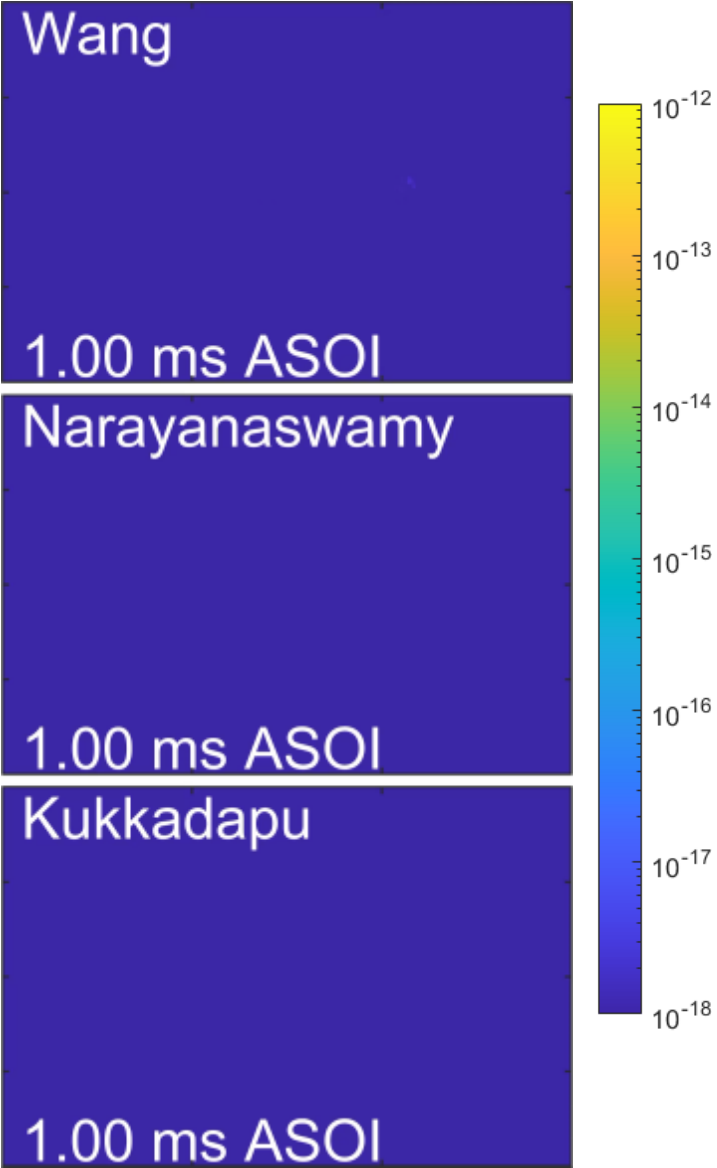 Wang
1.00 ms ASOI
Narayanaswamy
1.00 ms ASOI
Kukkadapu
1.00 ms ASOI
10^-12
10^-13
10^-14
10^-15
10^-16
10^-17
10^-18